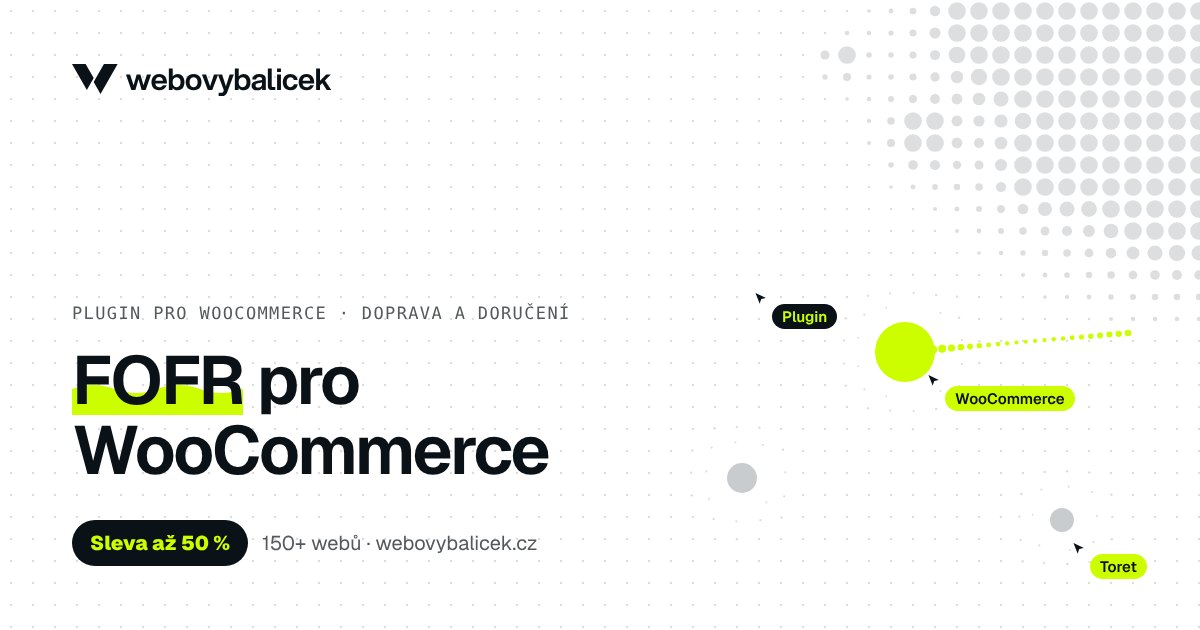 webovybalicek
PLUGIN PRO WOOCOMMERCE · DOPRAVA A DORUČENÍ
FOFR pro
WooCommerce
Sleva až 50 %
150+ webů · webovybalicek.cz
Plugin
WooCommerce
Toret